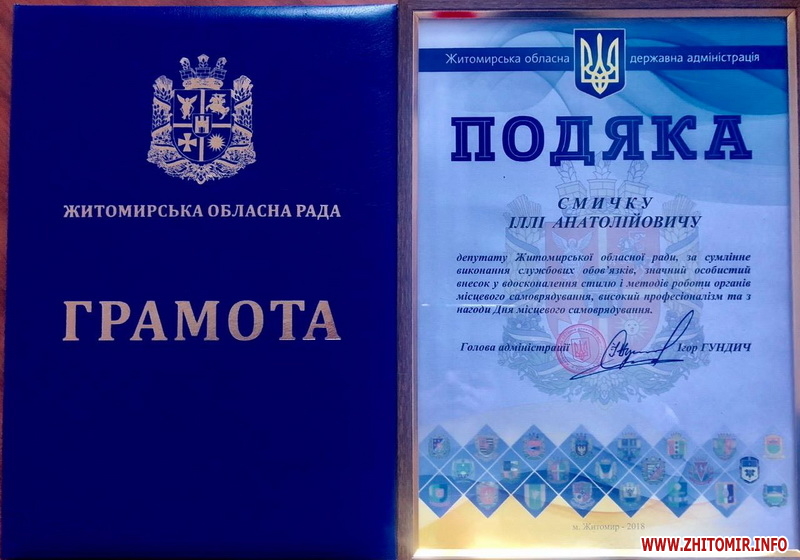 ЖИТОМИРСЬКА ОБЛАСНА РАДА
ГРАМОТА
Житомирська обласна державна адміністрація
ПОДЯКА
СМИЧКУ
ІЛЛІ АНАТОЛІЙОВИЧУ
депутату Житомирської обласної ради, за сумлінне
виконання службових обов'язків, значний особистий
внесок у вдосконалення стилю і методів роботи органів
місцевого самоврядування, високий професіоналізм та з
нагоди Дня місцевого самоврядування.
Голова адміністрації Ігор ГУНДИЧ
м. Житомир - 2018
WWW.ZHITOMIR.INFO